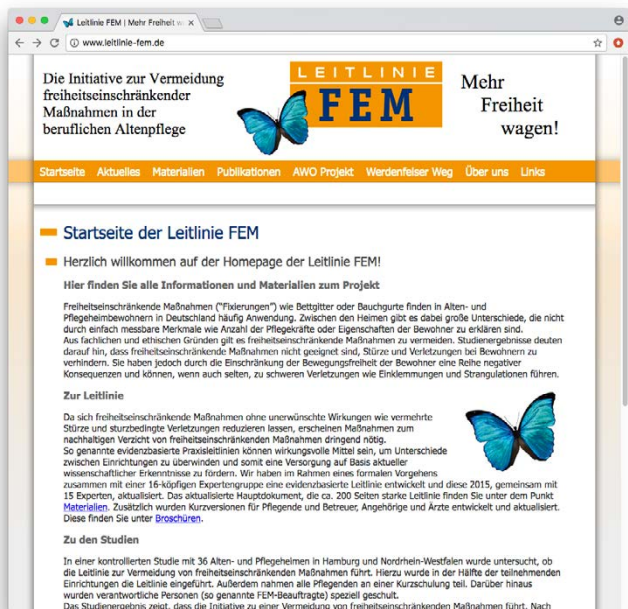 Leitlinie FEM | Mehr Freiheit w
www.leitlinie-fem.de
Die Initiative zur Vermeidung
freiheitseinschränkender
Maßnahmen in der
beruflichen Altenpflege
LEITLINIE
FEM
Mehr
Freiheit
wagen!
Startseite Aktuelles Materialien Publikationen AWO Projekt Werdenfelser Weg Über uns Links
Startseite der Leitlinie FEM
Herzlich willkommen auf der Homepage der Leitlinie FEM!
Hier finden Sie alle Informationen und Materialien zum Projekt
Freiheitseinschränkende Maßnahmen ("Fixierungen") wie Bettgitter oder Bauchgurte finden in Alten- und
Pflegeheimbewohnern in Deutschland häufig Anwendung. Zwischen den Heimen gibt es dabei große Unterschiede, die nicht
durch einfach messbare Merkmale wie Anzahl der Pflegekräfte oder Eigenschaften der Bewohner zu erklären sind.
Aus fachlichen und ethischen Gründen gilt es freiheitseinschränkende Maßnahmen zu vermeiden. Studienergebnisse deuten
darauf hin, dass freiheitseinschränkende Maßnahmen nicht geeignet sind, Stürze und Verletzungen bei Bewohnern zu
verhindern. Sie haben jedoch durch die Einschränkung der Bewegungsfreiheit der Bewohner eine Reihe negativer
Konsequenzen und können, wenn auch selten, zu schweren Verletzungen wie Einklemmungen und Strangulationen führen.
Zur Leitlinie
Da sich freiheitseinschränkende Maßnahmen ohne unerwünschte Wirkungen wie vermehrte
Stürze und sturzbedingte Verletzungen reduzieren lassen, erscheinen Maßnahmen zum
nachhaltigen Verzicht von freiheitseinschränkenden Maßnahmen dringend nötig.
So genannte evidenzbasierte Praxisleitlinien können wirkungsvolle Mittel sein, um Unterschiede
zwischen Einrichtungen zu überwinden und somit eine Versorgung auf Basis aktueller
wissenschaftlicher Erkenntnisse zu fördern. Wir haben im Rahmen eines formalen Vorgehens
zusammen mit einer 16-köpfigen Expertengruppe eine evidenzbasierte Leitlinie entwickelt und diese 2015, gemeinsam mit
15 Experten, aktualisiert. Das aktualisierte Hauptdokument, die ca. 200 Seiten starke Leitlinie finden Sie unter dem Punkt
Materialien. Zusätzlich wurden Kurzversionen für Pflegende und Betreuer, Angehörige und Ärzte entwickelt und aktualisiert.
Diese finden Sie unter Broschüren.
Zu den Studien
In einer kontrollierten Studie mit 36 Alten- und Pflegeheimen in Hamburg und Nordrhein-Westfalen wurde untersucht, ob
die Leitlinie zur Vermeidung von freiheitseinschränkenden Maßnahmen führt. Hierzu wurde in der Hälfte der teilnehmenden
Einrichtungen die Leitlinie eingeführt. Außerdem nahmen alle Pflegenden an einer Kurzschulung teil. Darüber hinaus
wurden verantwortliche Personen (so genannte FEM-Beauftragte) speziell geschult.
Das Studienergebnis zeigt, dass die Initiative zu einer Vermeidung von freiheitseinschränkenden Maßnahmen führt. Nach